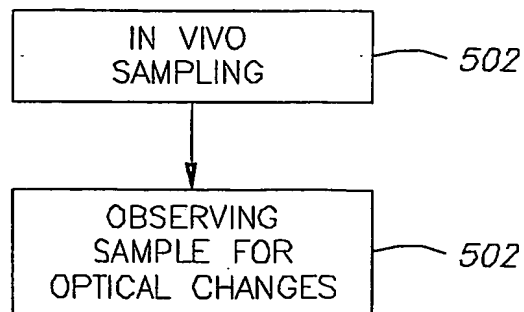 IN VIVO
SAMPLING
502
OBSERVING
SAMPLE FOR
OPTICAL CHANGES
502